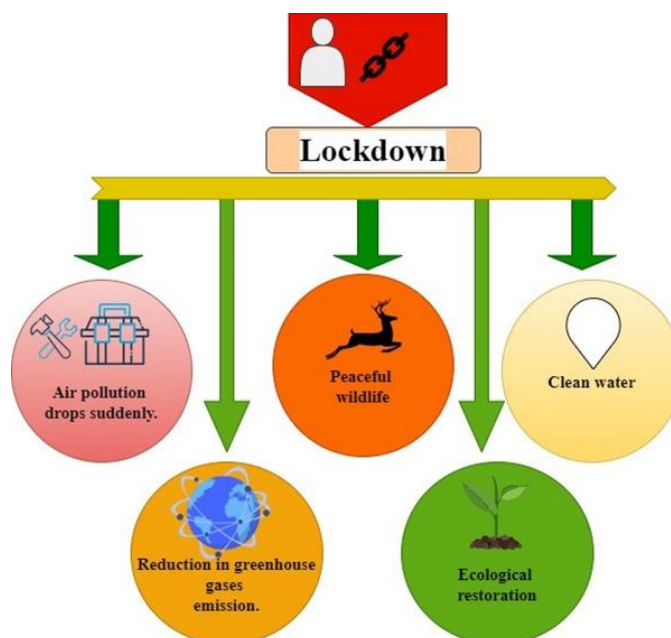 Lockdown
Air pollution
drops suddenly.
Peaceful
wildlife
Clean water
Reduction in greenhouse
gases
emission.
Ecological
restoration